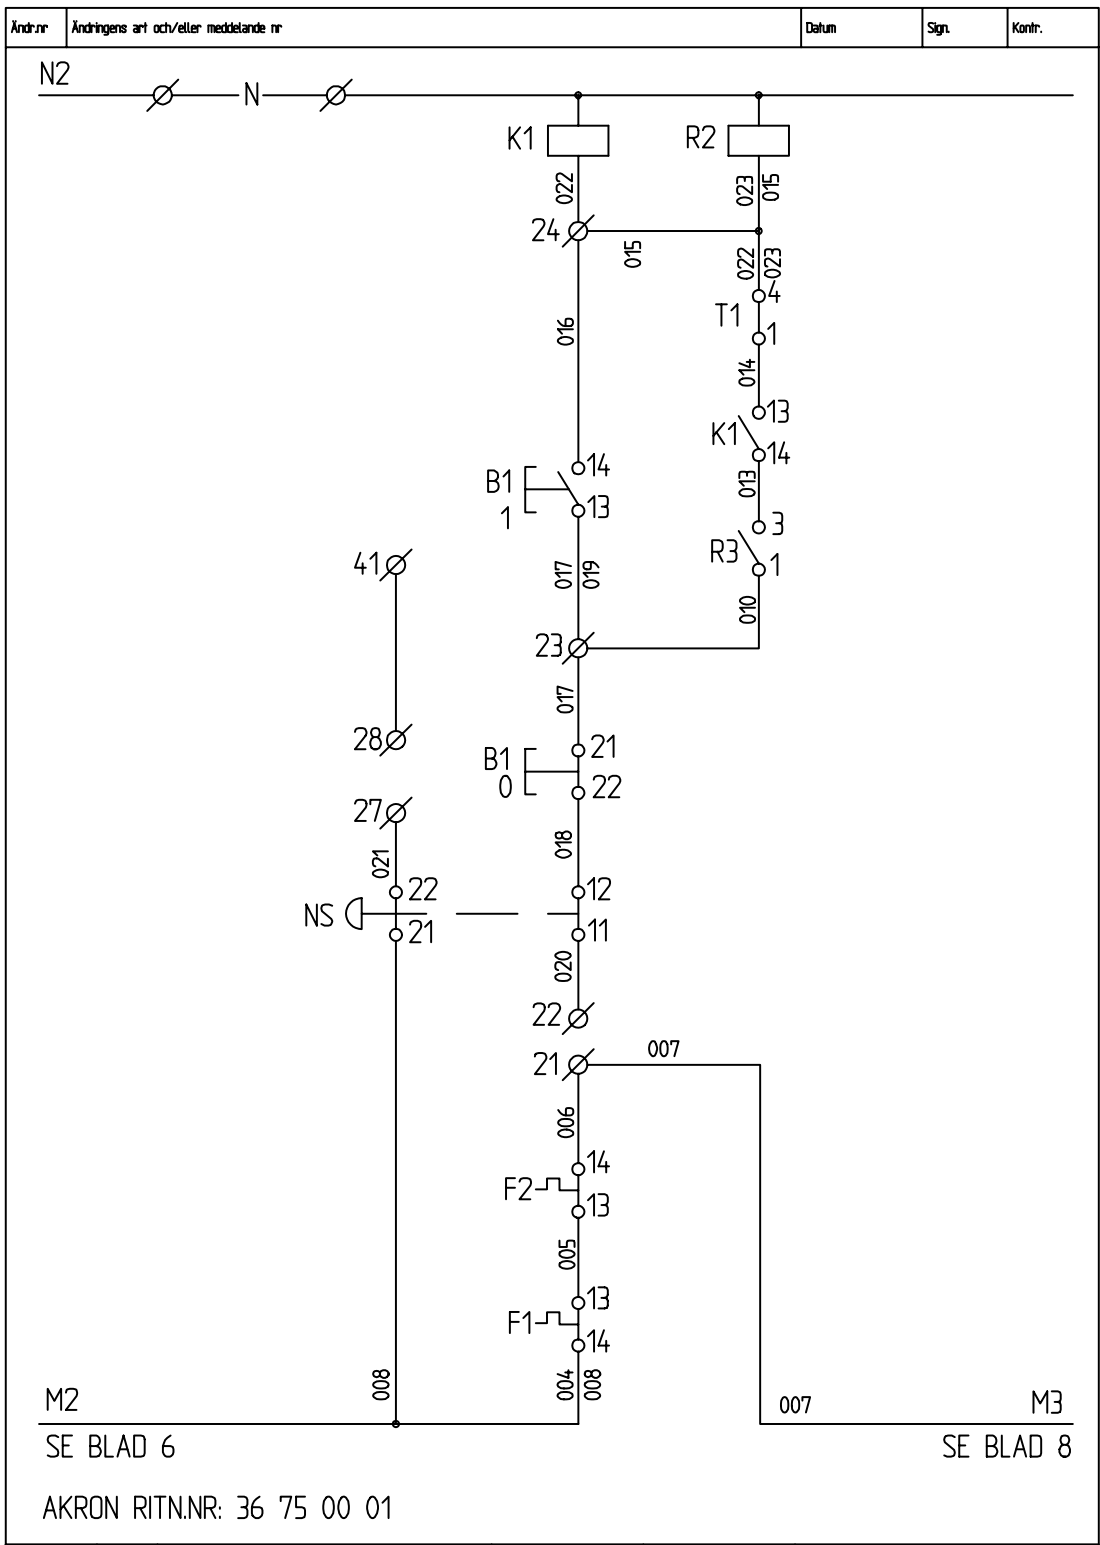 Ändr.nr Ändringens art och/eller meddelande nr Datum Sign. Kontr.
N2
N
K1
R2
022
023
015
24
015
022
023
4
T1
1
016
014
13
K1
14
14
B1
13
1
013
3
R3
1
41
017
019
010
23
017
28
21
B1
0
22
27
018
021
22
12
NS
21
11
020
22
007
21
006
14
F2
13
005
13
F1
14
008
004
008
M2
007
M3
SE BLAD 6
SE BLAD 8
AKRON RITN.NR: 36 75 00 01